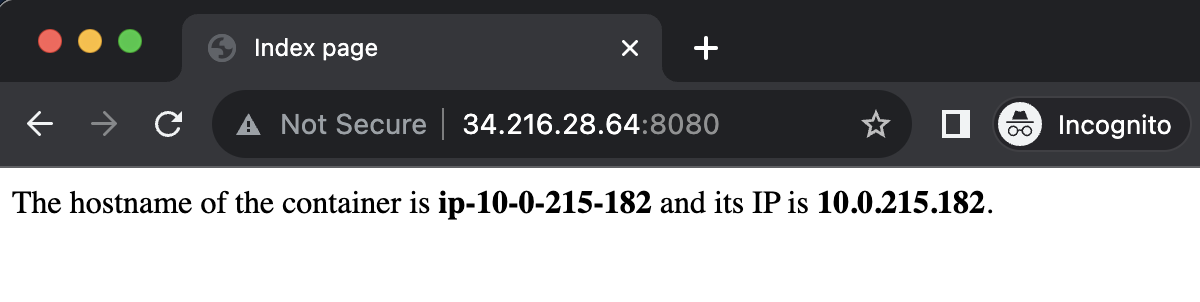 Index page
Not Secure 34.216.28.64:8080
Incognito
The hostname of the container is ip-10-0-215-182 and its IP is 10.0.215.182.